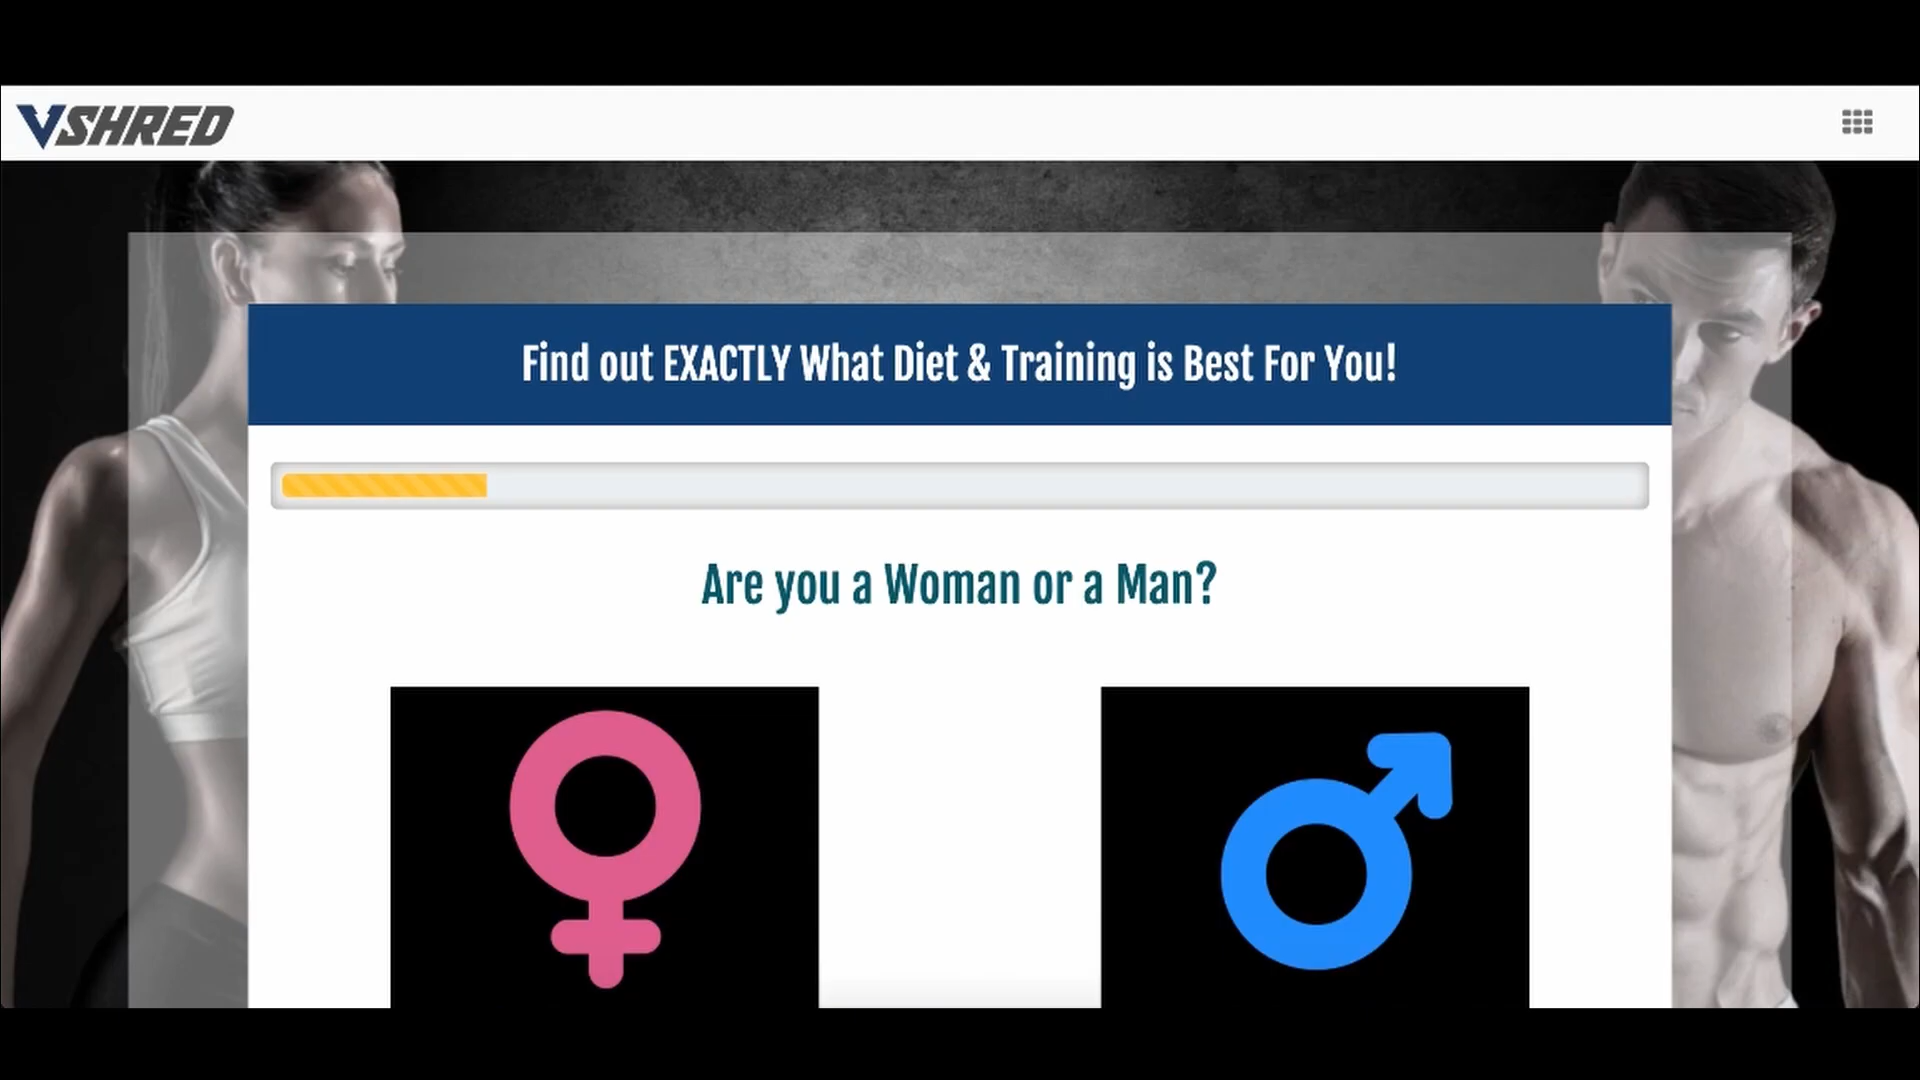 VSHRED
Find out EXACTLY What Diet & Training is Best For You!
Are you a Woman or a Man?